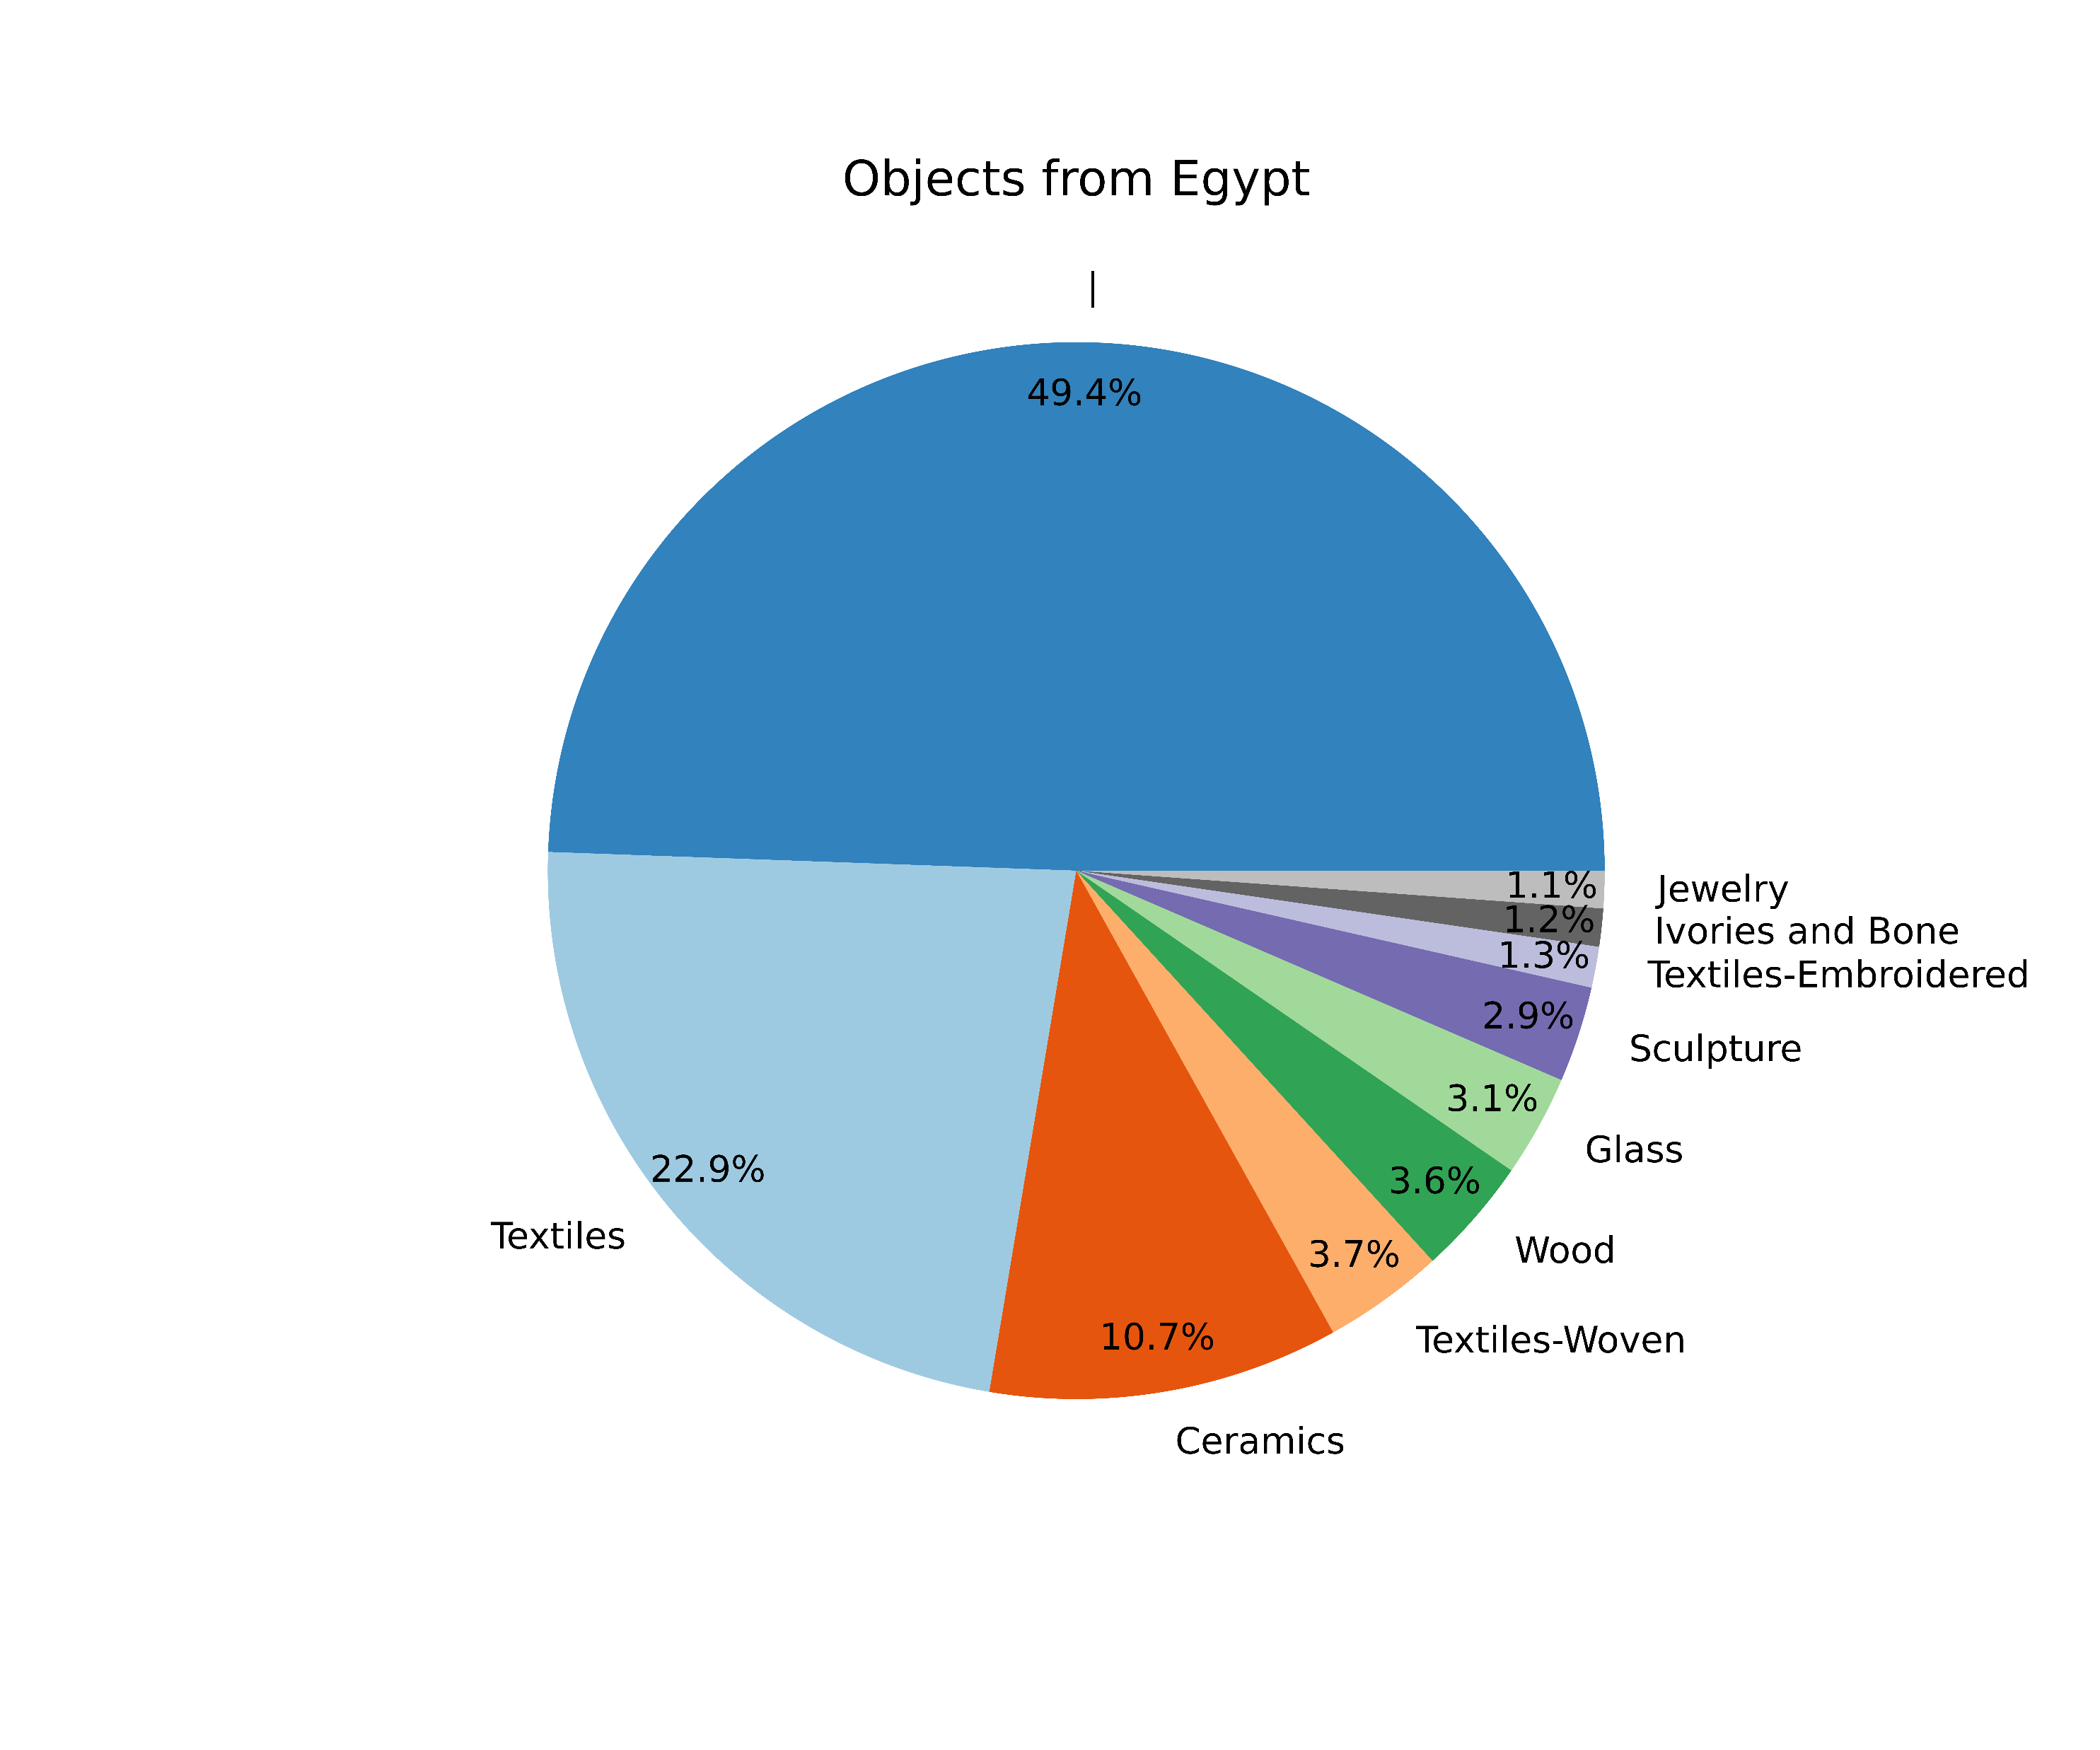 Objects from Egypt
|
49.4%
1.1%
Jewelry
1.2%
Ivories and Bone
1.3%
Textiles-Embroidered
2.9%
Sculpture
3.1%
Glass
3.6%
Wood
3.7%
Textiles-Woven
10.7%
Ceramics
22.9%
Textiles